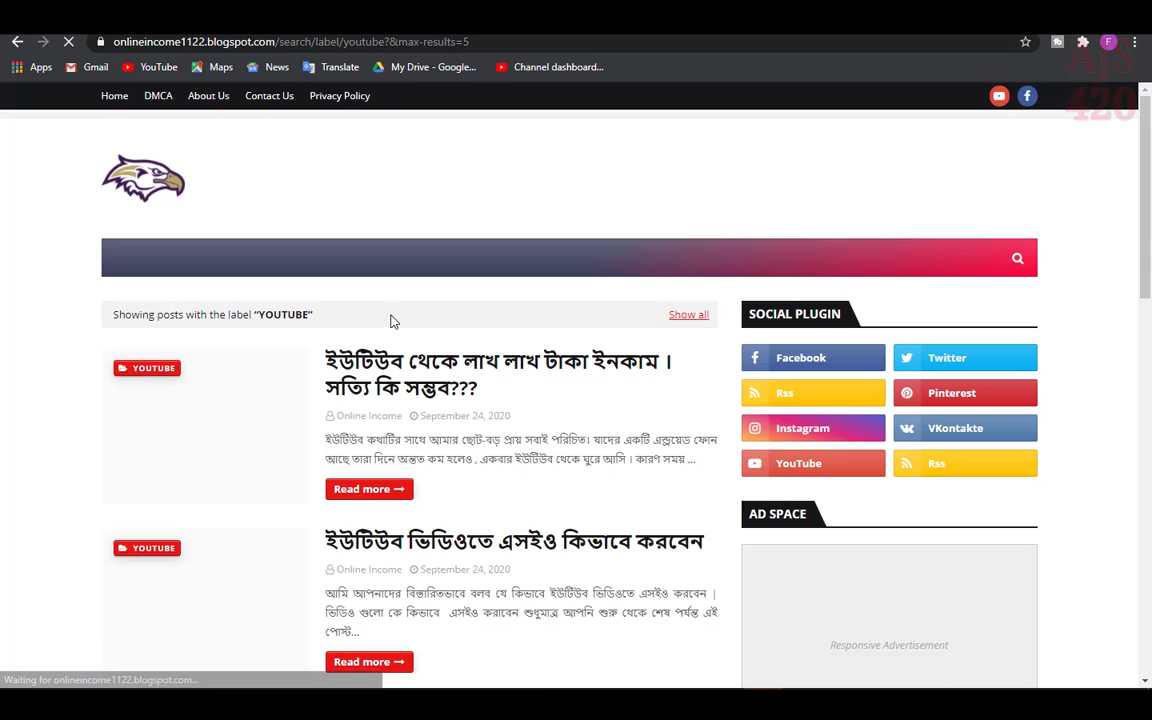 onlineincome1122.blogspot.com/search/label/youtube?&max-results=5
Apps Gmail YouTube Maps News Translate My Drive - Google... Channel dashboard...
AJS
420
Home DMCA About Us Contact Us Privacy Policy
Showing posts with the label “YOUTUBE” Show all
YOUTUBE
ইউটিউব থেকে লাখ লাখ টাকা ইনকাম ।
সত্যি কি সম্ভব???
Online Income September 24, 2020
ইউটিউব কথাটির সাথে আমার ছোট-বড় প্রায় সবাই পরিচিত। যাদের একটি এন্ড্রয়েড ফোন
আছে তারা দিনে অন্তত কম হলেও , একবার ইউটিউব থেকে ঘুরে আসি । কারণ সময় ...
Read more
YOUTUBE
ইউটিউব ভিডিওতে এসইও কিভাবে করবেন
Online Income September 24, 2020
আমি আপনাদের বিস্তারিতভাবে বলব যে কিভাবে ইউটিউব ভিডিওতে এসইও করবেন |
ভিডিও গুলো কে কিভাবে এসইও করাবেন শুধুমাত্র আপনি শুরু থেকে শেষ পর্যন্ত এই
পোস্ট...
Read more
SOCIAL PLUGIN
Facebook Twitter
Rss Pinterest
Instagram VKontakte
YouTube Rss
AD SPACE
Responsive Advertisement
Waiting for onlineincome1122.blogspot.com...